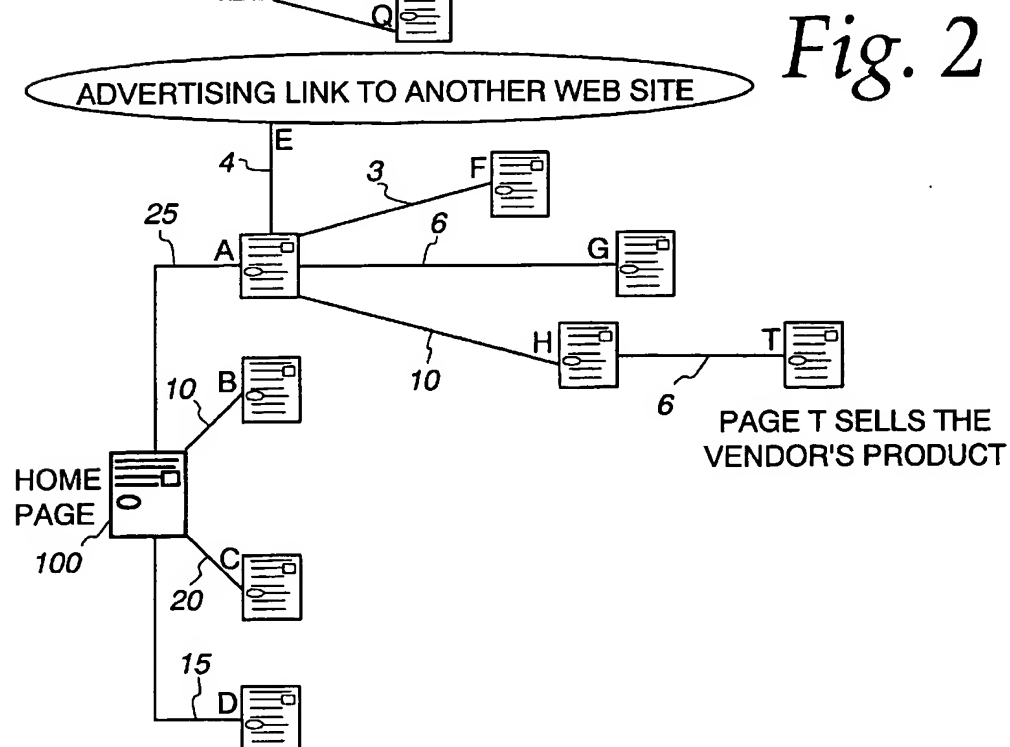 Q
Fig. 2
ADVERTISING LINK TO ANOTHER WEB SITE
E
4
F
3
25
6
A
G
H
T
10
6
10
B
PAGE T SELLS THE
VENDOR'S PRODUCT
HOME
PAGE
100
C
20
15
D